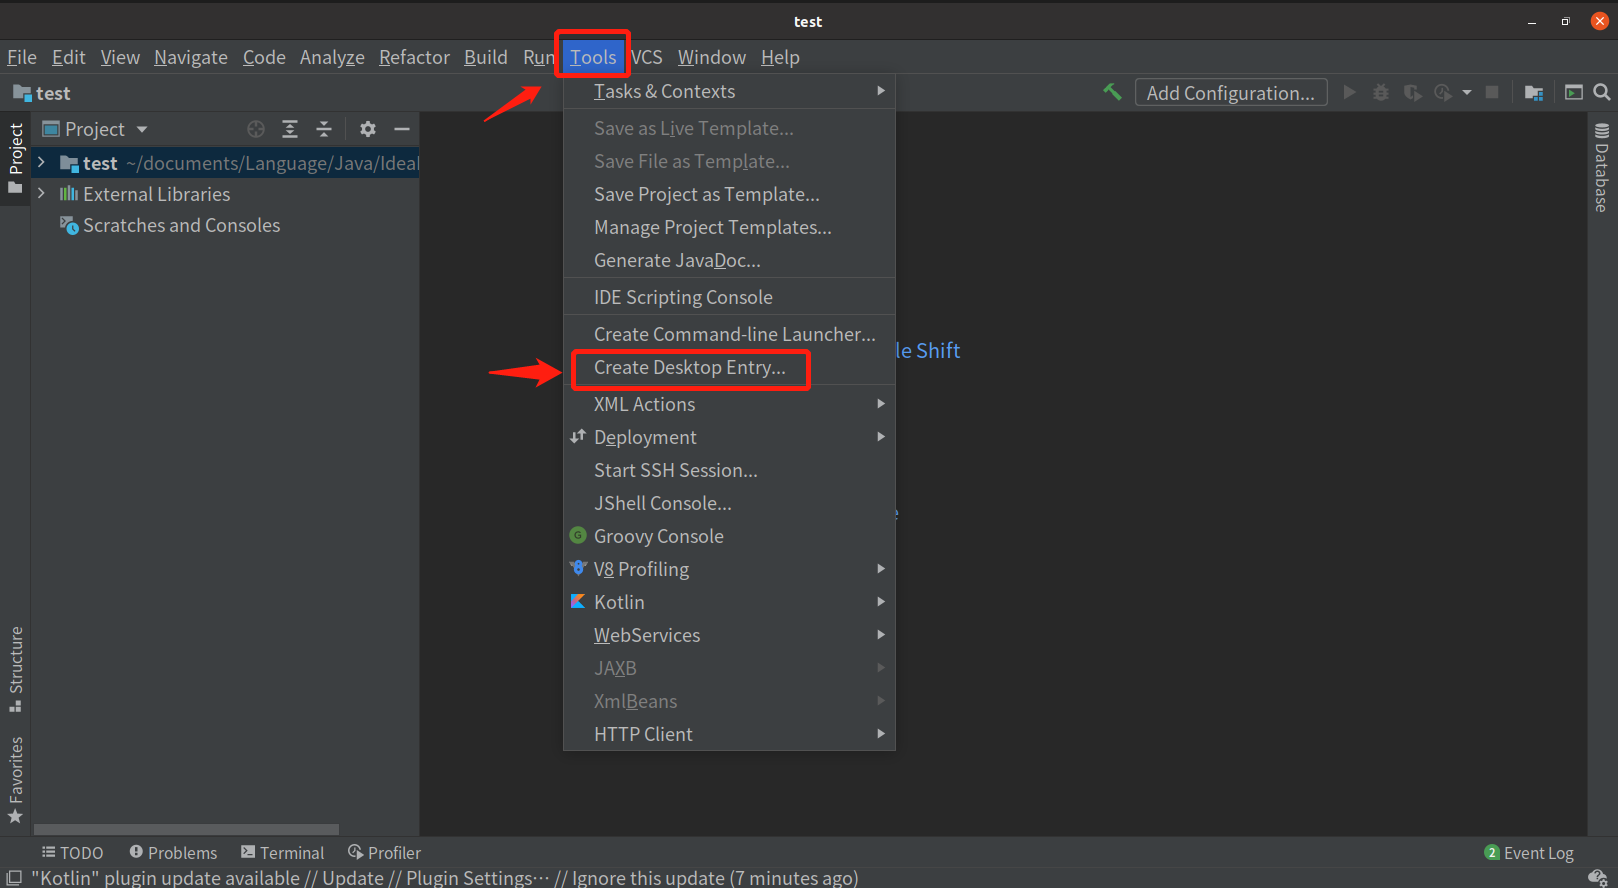 test
File Edit View Navigate Code Analyze Refactor Build Run Tools VCS Window Help
test
Add Configuration...
Project
Project
test ~/documents/Language/Java/Ideal
External Libraries
Scratches and Consoles
Structure
Favorites
Tasks & Contexts
Save as Live Template...
Save File as Template...
Save Project as Template...
Manage Project Templates...
Generate JavaDoc...
IDE Scripting Console
Create Command-line Launcher...
Create Desktop Entry...
XML Actions
Deployment
Start SSH Session...
JShell Console...
G Groovy Console
V8 Profiling
Kotlin
WebServices
JAXB
XmlBeans
HTTP Client
le Shift
e
Database
TODO Problems Terminal Profiler
2 Event Log
"Kotlin" plugin update available // Update // Plugin Settings... // Ignore this update (7 minutes ago)